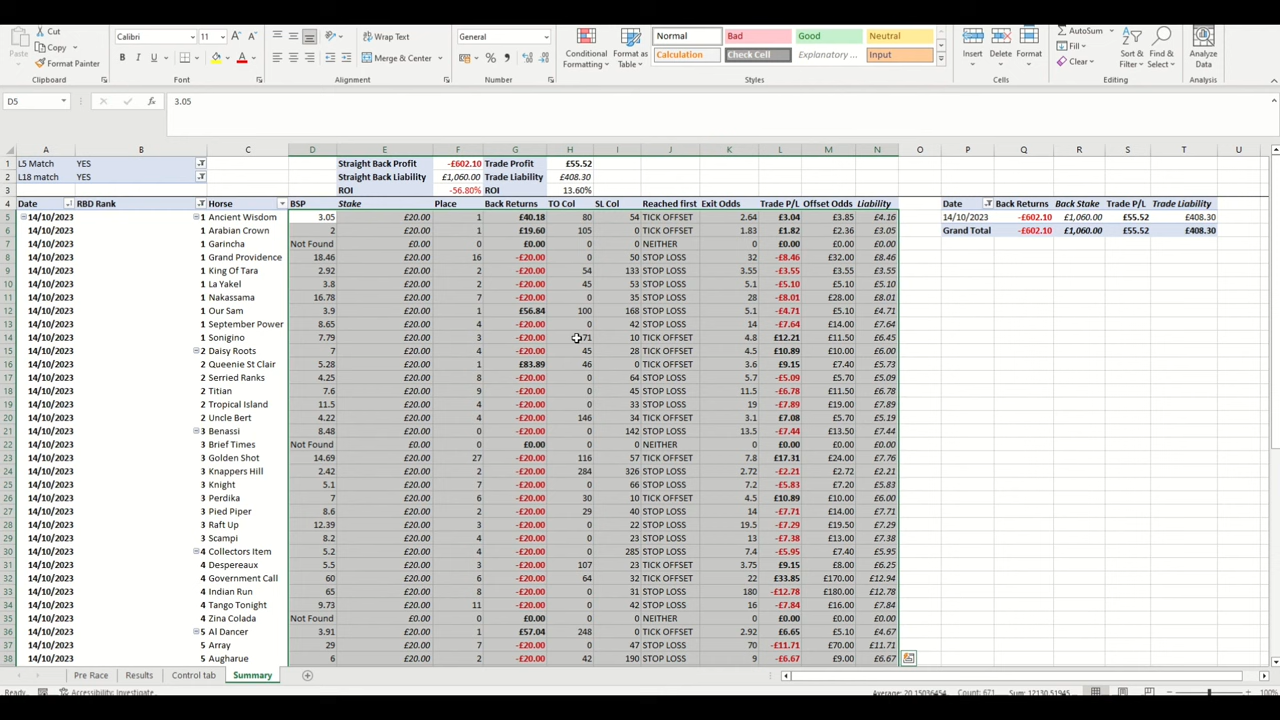 Cut
Copy
Paste
Format Painter
Clipboard
Calibri 11
B I U
Font
Wrap Text
Merge & Center
Alignment
General
Number
Conditional Formatting
Format as Table
Normal Bad Good Neutral
Calculation Check Cell Explanatory ... Input
Styles
Insert Delete Format
Cells
AutoSum
Fill
Clear
Sort & Filter
Find & Select
Editing
Analyze Data
Analysis
D5 fx 3.05
A B C D E F G H I J K L M N O P Q R S T U
1 L5 Match YES Straight Back Profit -£602.10 Trade Profit £55.52
2 L18 match YES Straight Back Liability £1,060.00 Trade Liability £408.30
3 ROI -56.80% ROI 13.60%
4 Date RBD Rank Horse BSP Stake Place Back Returns TO Col SL Col Reached first Exit Odds Trade P/L Offset Odds Liability Date Back Returns Back Stake Trade P/L Trade Liability
5 14/10/2023 1 Ancient Wisdom 3.05 £20.00 1 £40.18 80 54 TICK OFFSET 2.64 £3.04 £3.85 £4.16 14/10/2023 -£602.10 £1,060.00 £55.52 £408.30
6 14/10/2023 1 Arabian Crown 2 £20.00 1 £19.60 105 0 TICK OFFSET 1.83 £1.82 £2.36 £3.05 Grand Total -£602.10 £1,060.00 £55.52 £408.30
7 14/10/2023 1 Garincha Not Found £0.00 0 £0.00 0 0 NEITHER 0 £0.00 £0.00 £0.00
8 14/10/2023 1 Grand Providence 18.46 £20.00 16 -£20.00 0 50 STOP LOSS 32 -£8.46 £32.00 £8.46
9 14/10/2023 1 King Of Tara 2.92 £20.00 2 -£20.00 54 133 STOP LOSS 3.55 -£3.55 £3.55 £3.55
10 14/10/2023 1 La Yakel 3.8 £20.00 2 -£20.00 45 53 STOP LOSS 5.1 -£5.10 £5.10 £5.10
11 14/10/2023 1 Nakassama 16.78 £20.00 7 -£20.00 0 35 STOP LOSS 28 -£8.01 £28.00 £8.01
12 14/10/2023 1 Our Sam 3.9 £20.00 1 £56.84 100 168 STOP LOSS 5.1 -£4.71 £5.10 £4.71
13 14/10/2023 1 September Power 8.65 £20.00 4 -£20.00 0 42 STOP LOSS 14 -£7.64 £14.00 £7.64
14 14/10/2023 1 Sonigino 7.79 £20.00 3 -£20.00 71 10 TICK OFFSET 4.8 £12.21 £11.50 £6.45
15 14/10/2023 2 Daisy Roots 7 £20.00 4 -£20.00 45 28 TICK OFFSET 4.5 £10.89 £10.00 £6.00
16 14/10/2023 2 Queenie St Clair 5.28 £20.00 1 £83.89 46 0 TICK OFFSET 3.6 £9.15 £7.40 £5.73
17 14/10/2023 2 Serried Ranks 4.25 £20.00 8 -£20.00 0 64 STOP LOSS 5.7 -£5.09 £5.70 £5.09
18 14/10/2023 2 Titian 7.6 £20.00 9 -£20.00 0 45 STOP LOSS 11.5 -£6.78 £11.50 £6.78
19 14/10/2023 2 Tropical Island 11.5 £20.00 4 -£20.00 0 33 STOP LOSS 19 -£7.89 £19.00 £7.89
20 14/10/2023 2 Uncle Bert 4.22 £20.00 4 -£20.00 146 34 TICK OFFSET 3.1 £7.08 £5.70 £5.19
21 14/10/2023 3 Benassi 8.48 £20.00 0 -£20.00 0 142 STOP LOSS 13.5 -£7.44 £13.50 £7.44
22 14/10/2023 3 Brief Times Not Found £0.00 0 £0.00 0 0 NEITHER 0 £0.00 £0.00 £0.00
23 14/10/2023 3 Golden Shot 14.69 £20.00 27 -£20.00 116 57 TICK OFFSET 7.8 £17.31 £24.00 £7.76
24 14/10/2023 3 Knappers Hill 2.42 £20.00 2 -£20.00 284 326 STOP LOSS 2.72 -£2.21 £2.72 £2.21
25 14/10/2023 3 Knight 5.1 £20.00 7 -£20.00 0 66 STOP LOSS 7.2 -£5.83 £7.20 £5.83
26 14/10/2023 3 Perdika 7 £20.00 6 -£20.00 30 10 TICK OFFSET 4.5 £10.89 £10.00 £6.00
27 14/10/2023 3 Pied Piper 8.6 £20.00 2 -£20.00 29 40 STOP LOSS 14 -£7.71 £14.00 £7.71
28 14/10/2023 3 Raft Up 12.39 £20.00 3 -£20.00 0 22 STOP LOSS 19.5 -£7.29 £19.50 £7.29
29 14/10/2023 3 Scampi 8.2 £20.00 4 -£20.00 0 24 STOP LOSS 13 -£7.38 £13.00 £7.38
30 14/10/2023 4 Collectors Item 5.2 £20.00 4 -£20.00 0 285 STOP LOSS 7.4 -£5.95 £7.40 £5.95
31 14/10/2023 4 Despereaux 5.5 £20.00 3 -£20.00 107 23 TICK OFFSET 3.75 £9.15 £8.00 £6.25
32 14/10/2023 4 Government Call 60 £20.00 6 -£20.00 64 32 TICK OFFSET 22 £33.85 £170.00 £12.94
33 14/10/2023 4 Indian Run 65 £20.00 8 -£20.00 0 31 STOP LOSS 180 -£12.78 £180.00 £12.78
34 14/10/2023 4 Tango Tonight 9.73 £20.00 11 -£20.00 0 42 STOP LOSS 16 -£7.84 £16.00 £7.84
35 14/10/2023 4 Zina Colada Not Found £0.00 0 £0.00 0 0 NEITHER 0 £0.00 £0.00 £0.00
36 14/10/2023 5 Al Dancer 3.91 £20.00 1 £57.04 248 0 TICK OFFSET 2.92 £6.65 £5.10 £4.67
37 14/10/2023 5 Array 29 £20.00 7 -£20.00 0 47 STOP LOSS 70 -£11.71 £70.00 £11.71
38 14/10/2023 5 Augharue 6 £20.00 2 -£20.00 42 190 STOP LOSS 9 -£6.67 £9.00 £6.67
Pre Race Results Control tab Summary
Ready Accessibility: Investigate Count: 671 100%